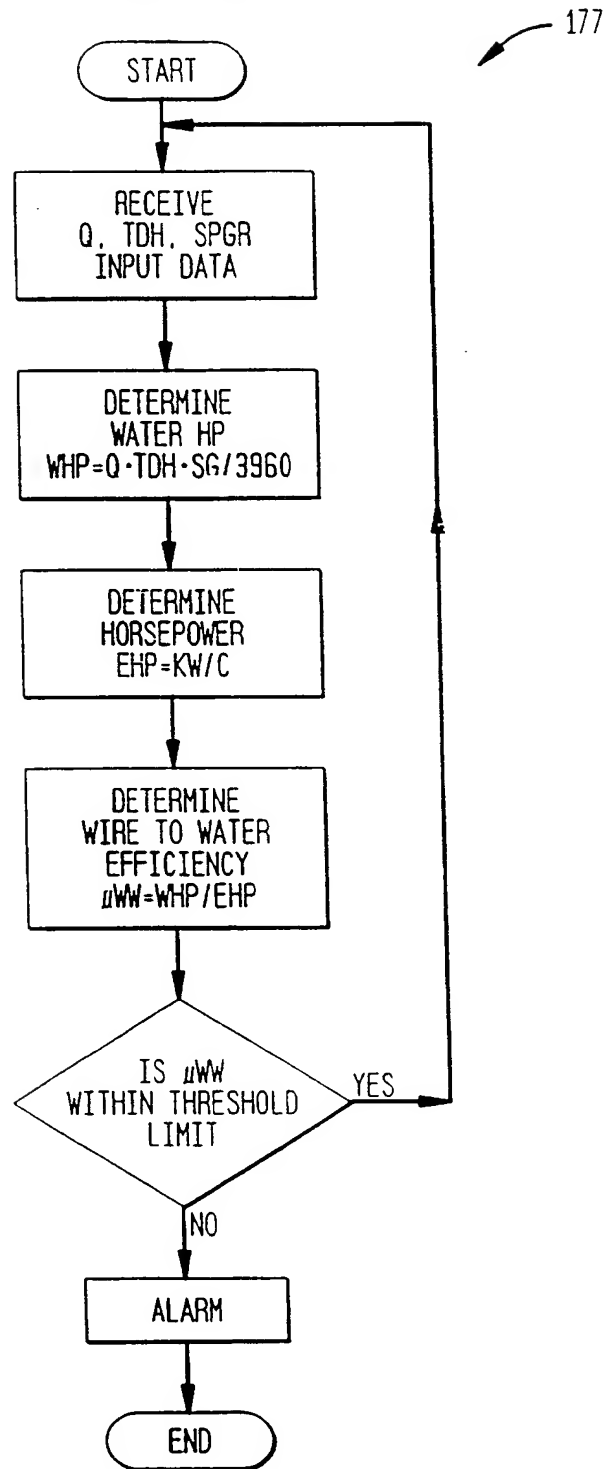 177
START
RECEIVE
Q, TDH, SPGR
INPUT DATA
DETERMINE
WATER HP
WHP=Q·TDH·SG/3960
DETERMINE
HORSEPOWER
EHP=KW/C
DETERMINE
WIRE TO WATER
EFFICIENCY
µWW=WHP/EHP
IS µWW
WITHIN THRESHOLD
LIMIT
YES
NO
ALARM
END